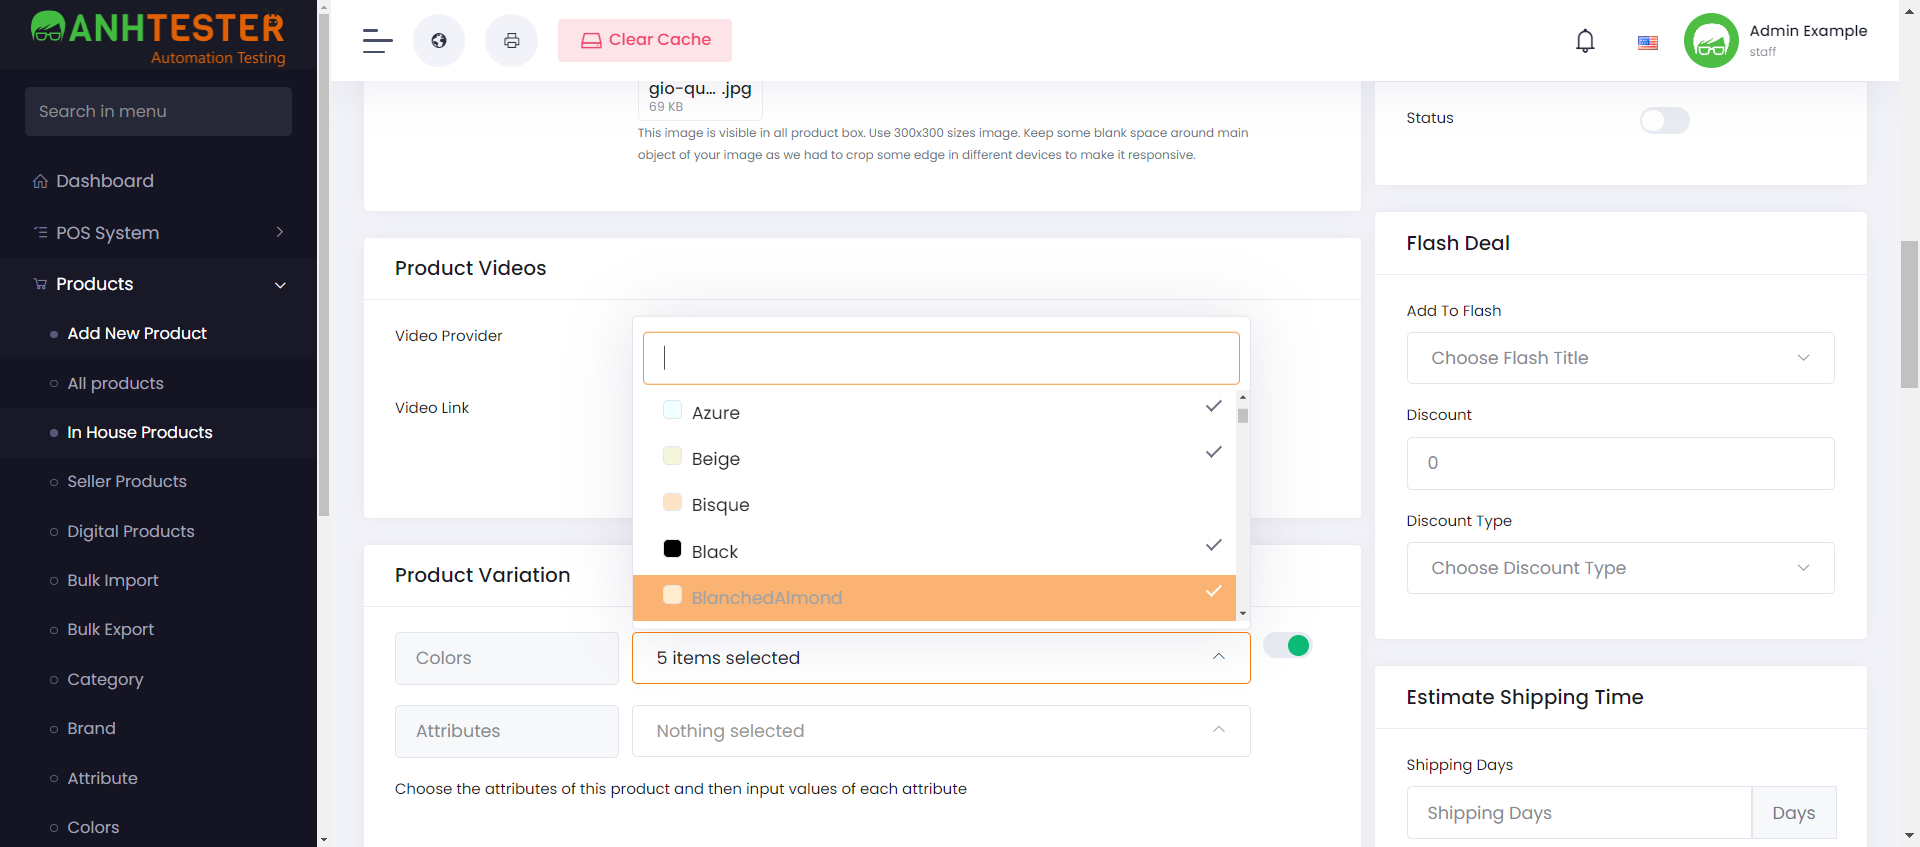 ANHTESTER
Automation Testing
Search in menu
Dashboard
POS System
Products
Add New Product
All products
In House Products
Seller Products
Digital Products
Bulk Import
Bulk Export
Category
Brand
Attribute
Colors
Clear Cache
Admin Example
staff
gio-qu... .jpg
69 KB
This image is visible in all product box. Use 300x300 sizes image. Keep some blank space around main
object of your image as we had to crop some edge in different devices to make it responsive.
Product Videos
Video Provider
Video Link
Azure
Beige
Bisque
Black
BlanchedAlmond
Product Variation
Colors
5 items selected
Attributes
Nothing selected
Choose the attributes of this product and then input values of each attribute
Status
Flash Deal
Add To Flash
Choose Flash Title
Discount
0
Discount Type
Choose Discount Type
Estimate Shipping Time
Shipping Days
Shipping Days
Days